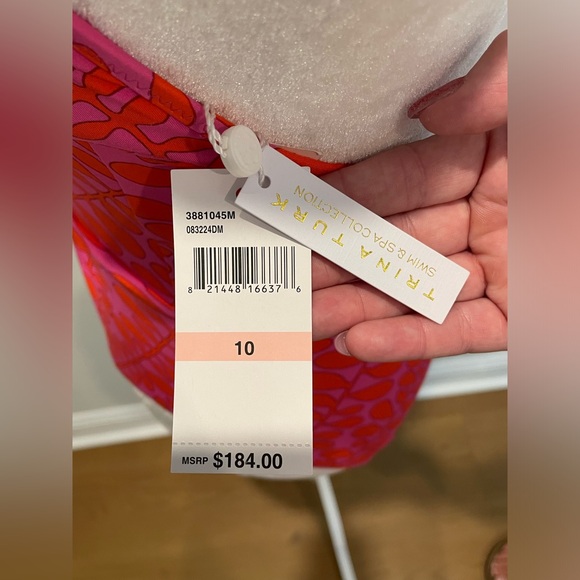 3881045M
083224DM
8 21448 16637 6
10
MSRP $184.00
TRINA TURK
SWIM & SPA COLLECTION